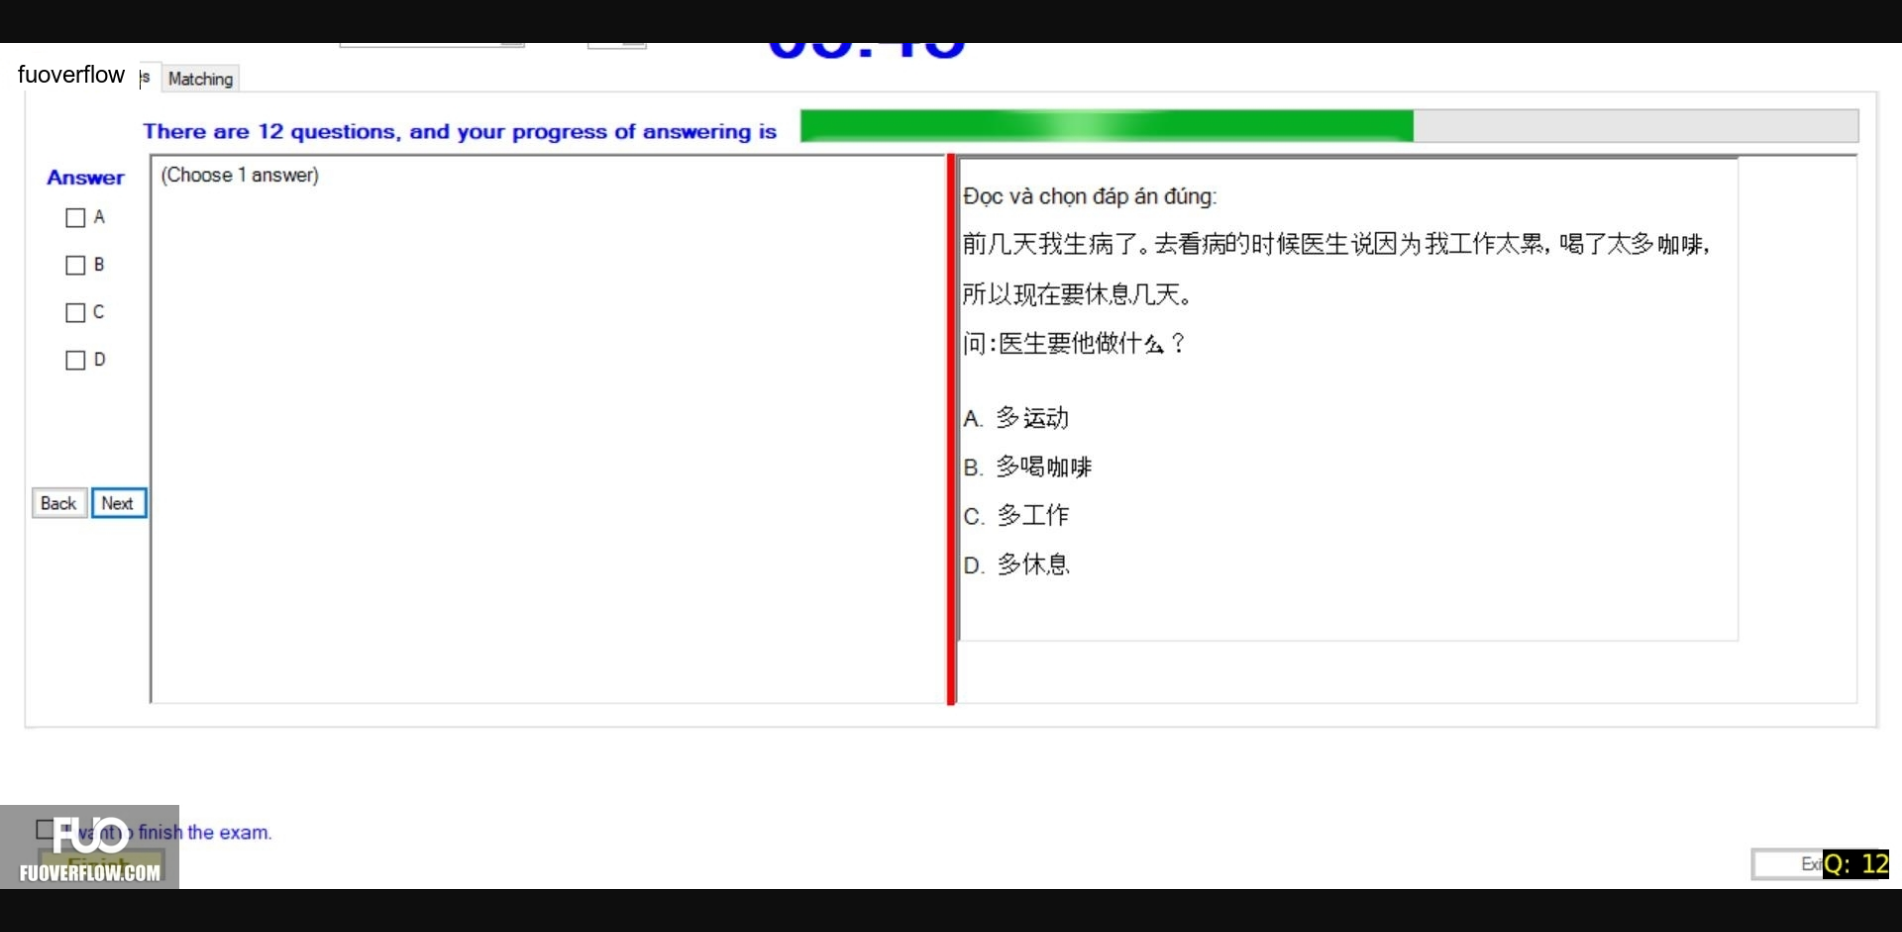 fuoverflow
s
Matching
There are 12 questions, and your progress of answering is
Answer
(Choose 1 answer)
A
B
C
D
Back
Next
Đọc và chọn đáp án đúng:
前几天我生病了。去看病的时候医生说因为我工作太累, 喝了太多咖啡,
所以现在要休息几天。
问:医生要他做什么?
A. 多运动
B. 多喝咖啡
C. 多工作
D. 多休息
want to finish the exam.
FUO
FUOVERFLOW.COM
Exi
Q: 12